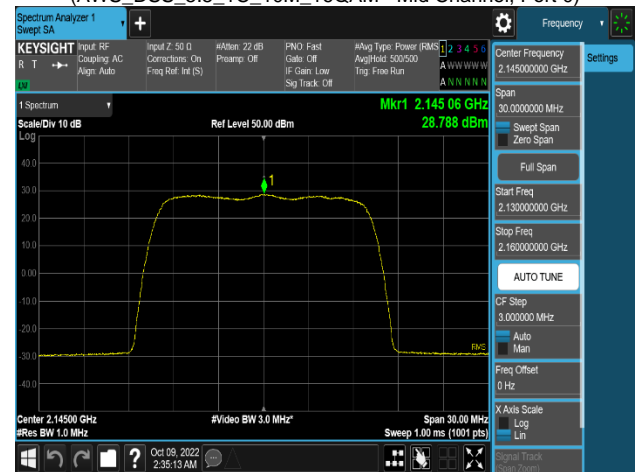 Spectrum Analyzer 1
Swept SA
Frequency
KEYSIGHT
R T
LXI
Input: RF
Coupling: AC
Align: Auto
Input Z: 50 Ω
Corrections: On
Freq Ref: Int (S)
#Atten: 22 dB
Preamp: Off
PNO: Fast
Gate: Off
IF Gain: Low
Sig Track: Off
#Avg Type: Power (RMS
Avg|Hold: 500/500
Trig: Free Run
1 2 3 4 5 6
A W W W W W
A N N N N N
1 Spectrum
Scale/Div 10 dB
Log
Ref Level 50.00 dBm
Mkr1 2.145 06 GHz
28.788 dBm
40.0
30.0
20.0
10.0
0.00
-10.0
-20.0
-30.0
-40.0
1
RMS
Center 2.14500 GHz
#Res BW 1.0 MHz
#Video BW 3.0 MHz*
Span 30.00 MHz
Sweep 1.00 ms (1001 pts)
Oct 09, 2022
2:35:13 AM
Settings
Center Frequency
2.145000000 GHz
Span
30.0000000 MHz
Swept Span
Zero Span
Full Span
Start Freq
2.130000000 GHz
Stop Freq
2.160000000 GHz
AUTO TUNE
CF Step
3.000000 MHz
Auto
Man
Freq Offset
0 Hz
X Axis Scale
Log
Lin
Signal Track
(Span Zoom)